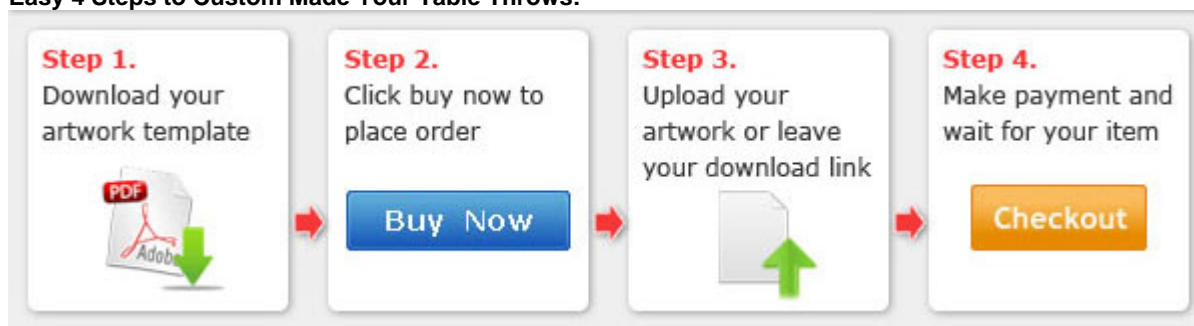 Easy 4 Steps to Custom Made Your Table Throws:
Step 1.
Download your
artwork template
PDF
Adobe
Step 2.
Click buy now to
place order
Buy Now
Step 3.
Upload your
artwork or leave
your download link
Step 4.
Make payment and
wait for your item
Checkout